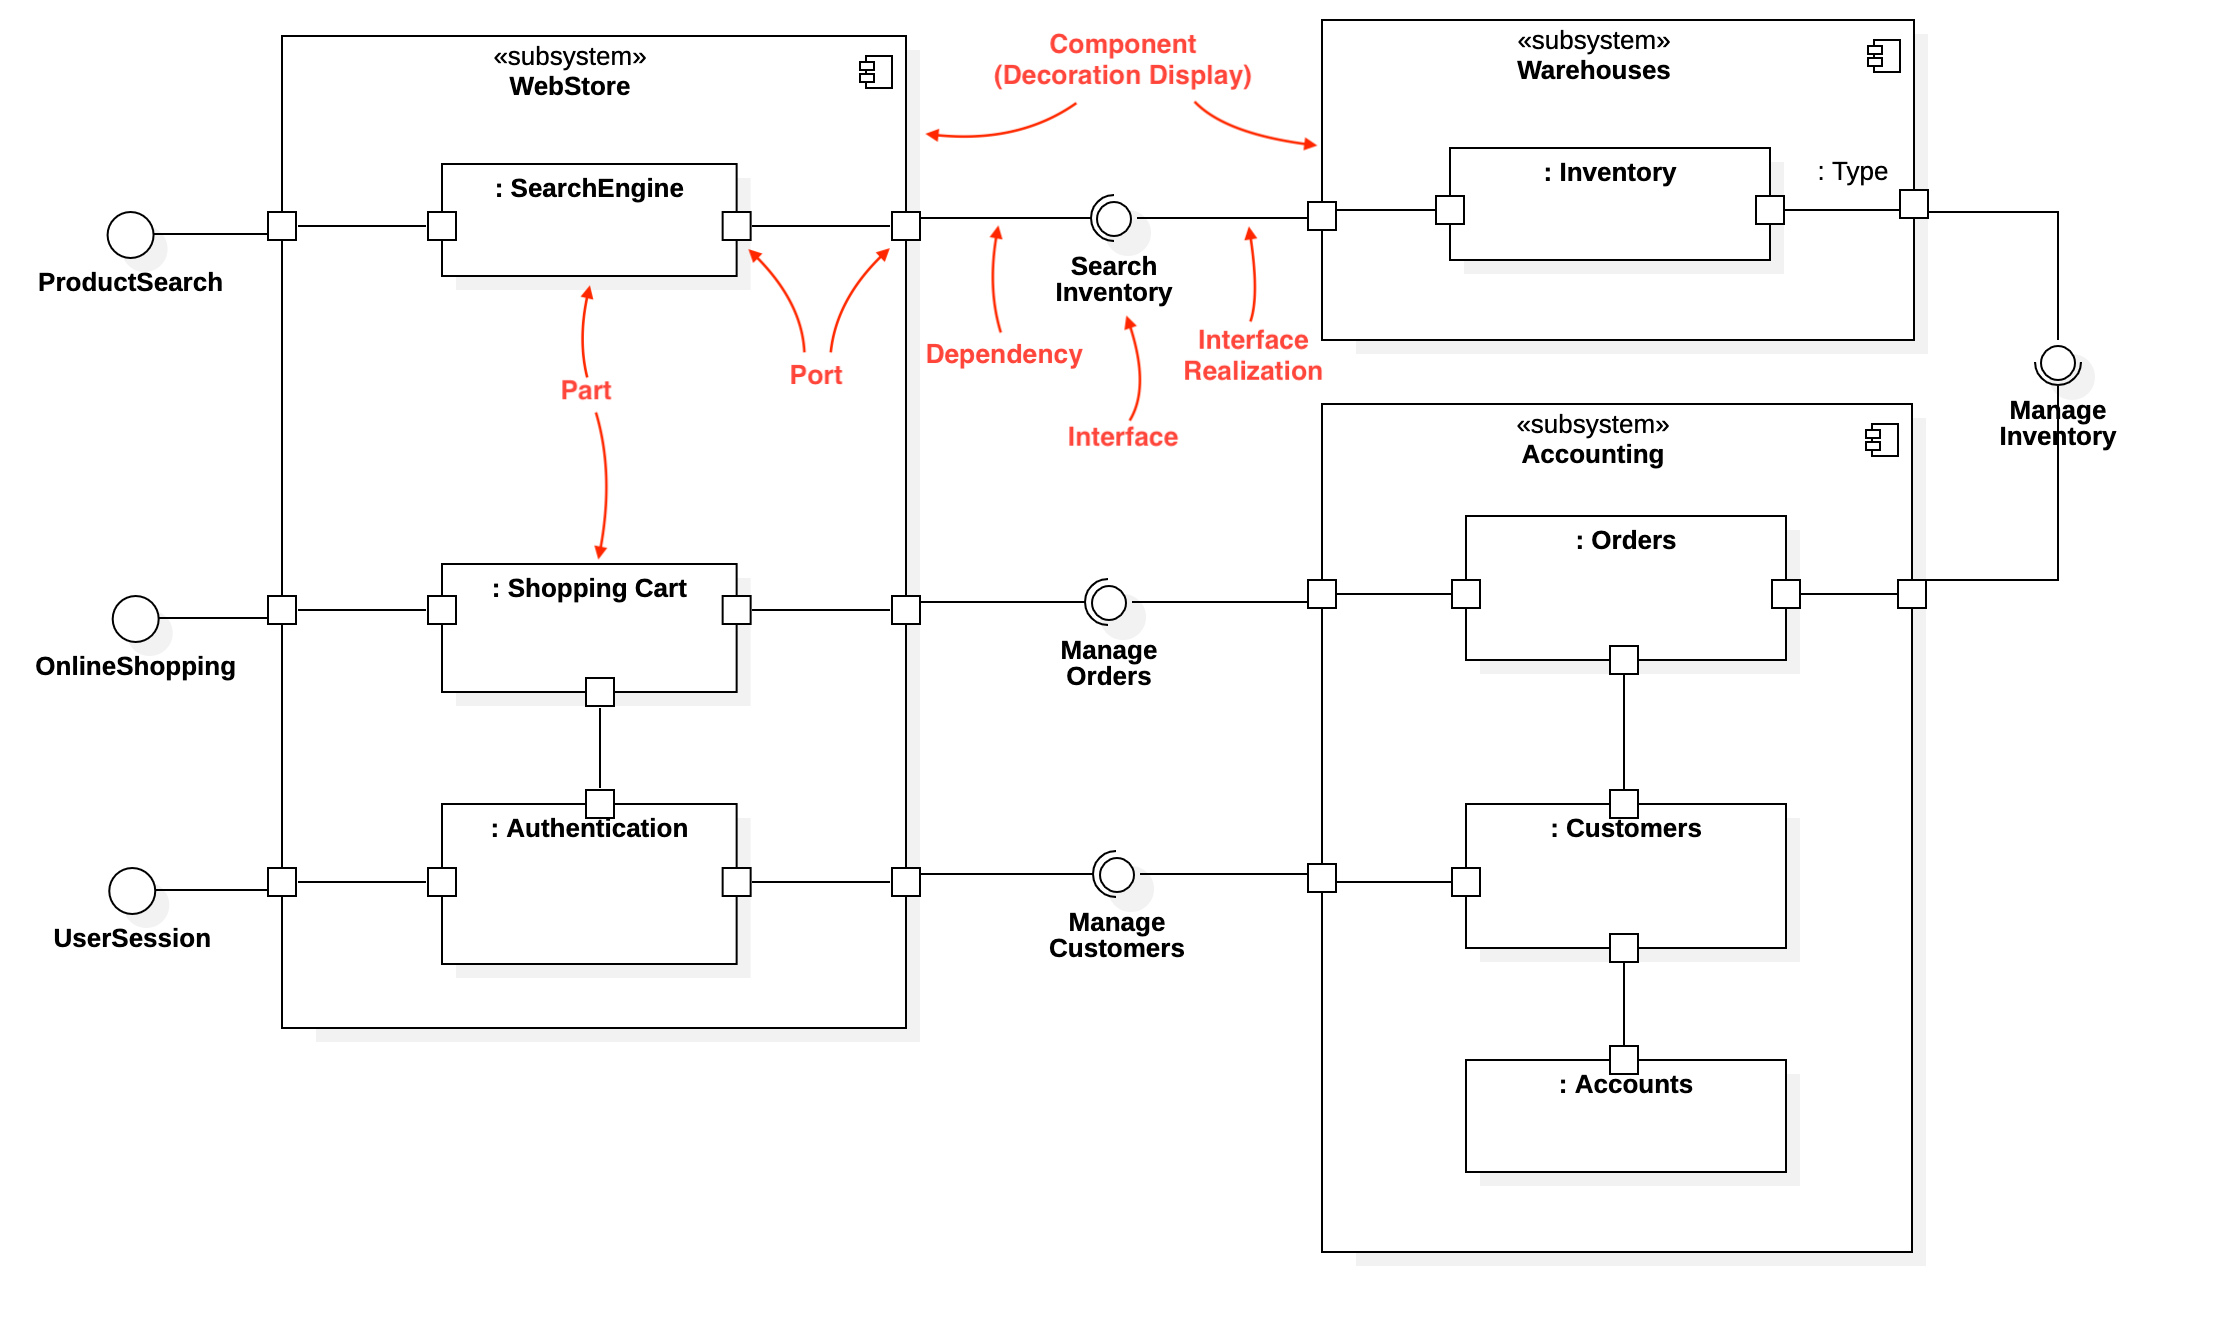 «subsystem»
WebStore
: SearchEngine
ProductSearch
Part
Port
: Shopping Cart
OnlineShopping
: Authentication
UserSession
Component
(Decoration Display)
Search
Inventory
Dependency
Interface
Realization
Interface
Manage
Orders
Manage
Customers
«subsystem»
Warehouses
: Inventory
: Type
Manage
Inventory
«subsystem»
Accounting
: Orders
: Customers
: Accounts